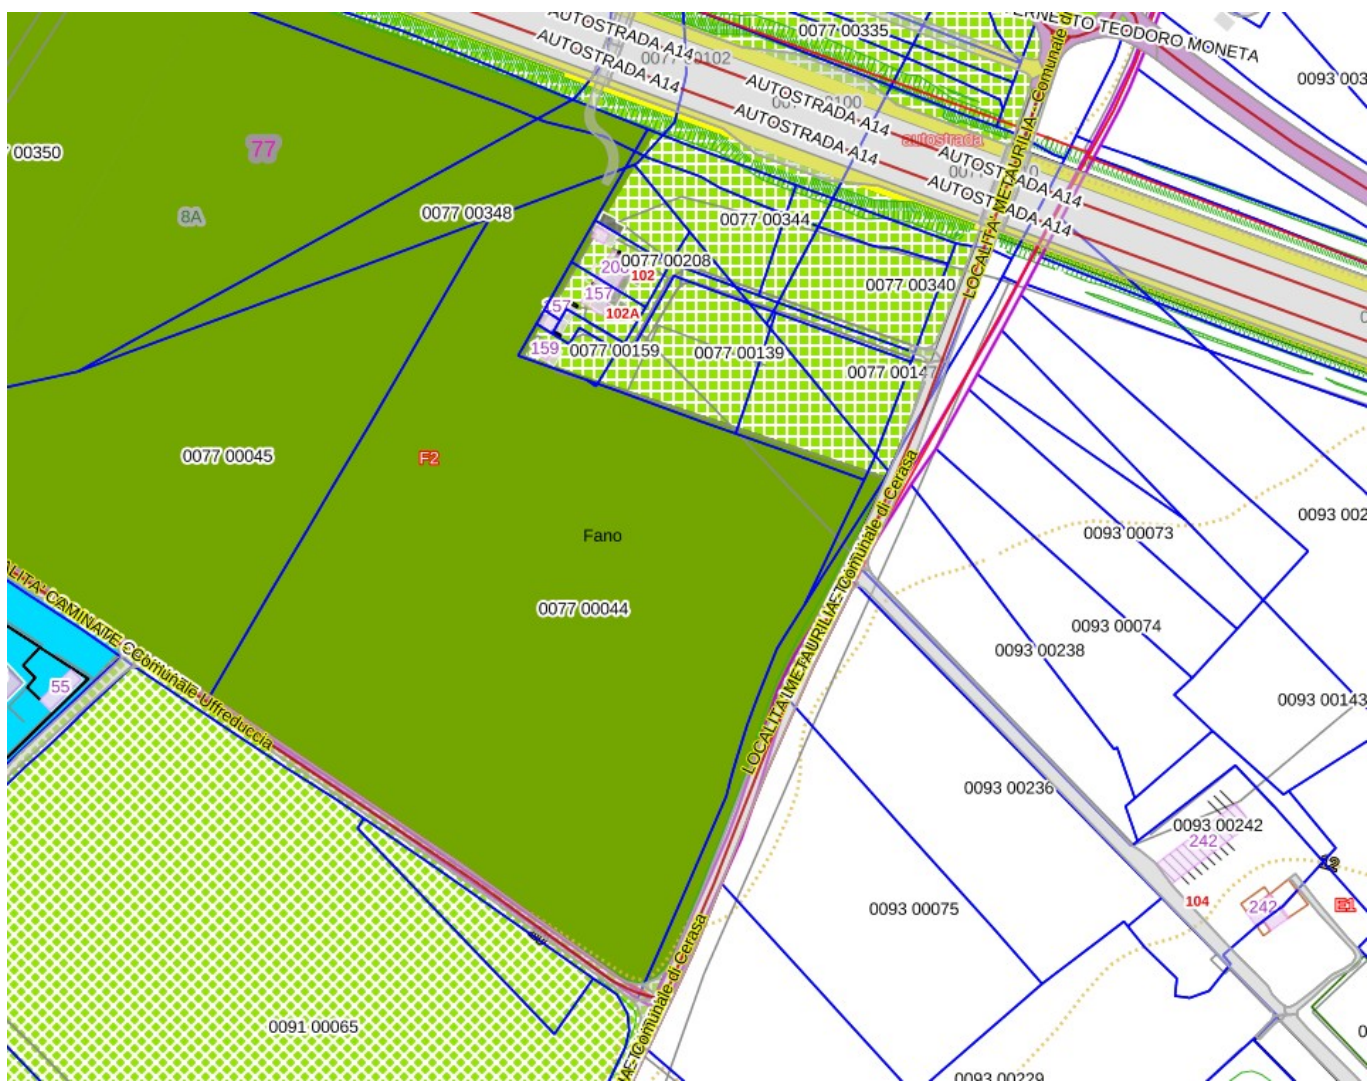 AUTOSTRADA A14
AUTOSTRADA A14
0077 00335
ERNESTO TEODORO MONETA
0093 003
AUTOSTRADA A14
AUTOSTRADA A14
autostrada
AUTOSTRADA A14
AUTOSTRADA A14
LOCALITA' METAURILIA - Comunale di
00350
77
8A
0077 00348
0077 00344
0077 00208
208
102
0077 00340
157
157
102A
159
0077 00159
0077 00139
0077 00147
0077 00045
F2
Fano
0077 00044
0093 002
0093 00073
0093 00074
0093 00238
0093 00143
LOCALITA' METAURILIA - Comunale di Cerasa
ALITA' CAMINATE Comunale Uffreduccia
55
0093 00236
0093 00242
242
104
242
12
E1
0093 00075
Comunale di Cerasa
0091 00065
0093 00229